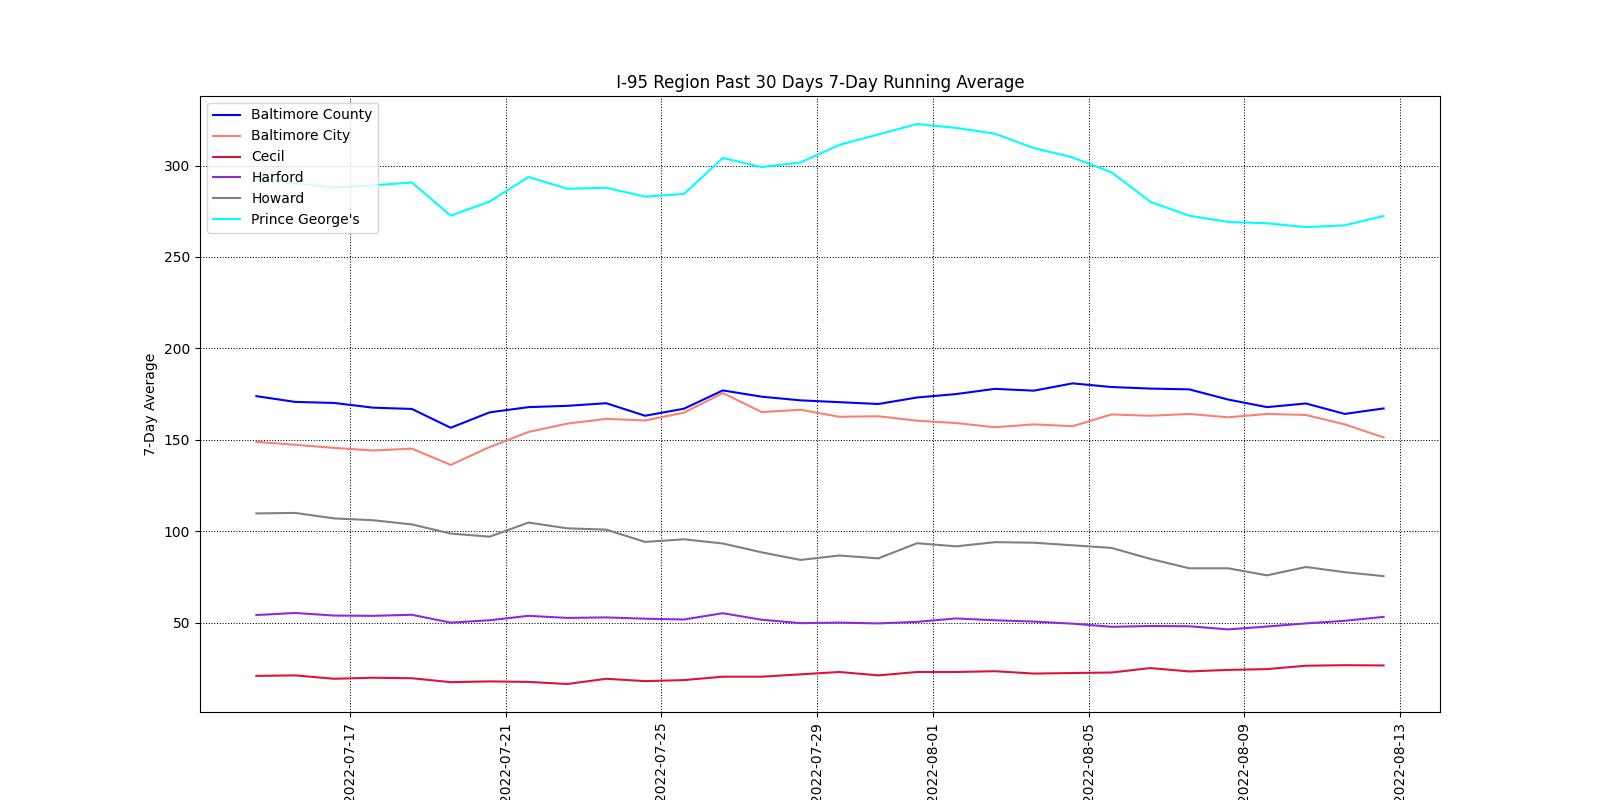 I-95 Region Past 30 Days 7-Day Running Average
Baltimore County
Baltimore City
Cecil
Harford
Howard
Prince George's
300
250
200
150
100
50
7-Day Average
2022-07-17
2022-07-21
2022-07-25
2022-07-29
2022-08-01
2022-08-05
2022-08-09
2022-08-13